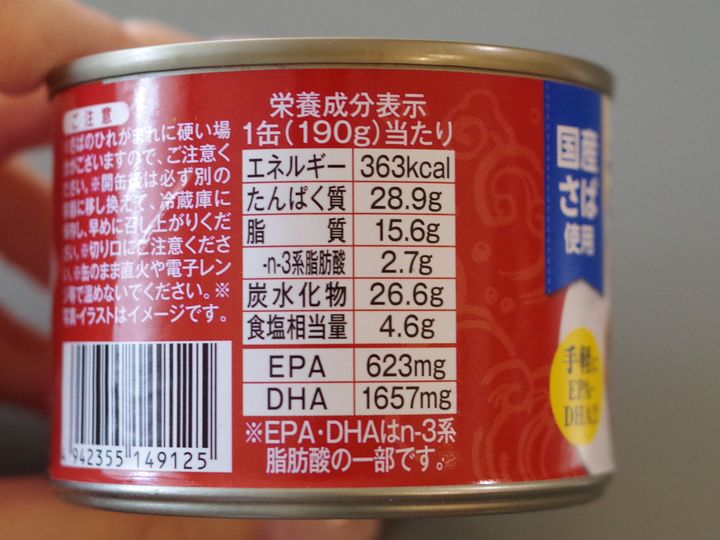 ご注意
さばのひれがまれに硬い場
がございますので、ご注意く
ださい。※開缶後は必ず別の
に移し換えて、冷蔵庫に
し、早めに召し上がりくだ
い。※切り口にご注意くださ
※缶のまま直火や電子レン
等で温めないでください。※
写真・イラストはイメージです。
4 942355 149125
栄養成分表示
1缶(190g)当たり
エネルギー 363kcal
たんぱく質 28.9g
脂質 15.6g
-n-3系脂肪酸 2.7g
炭水化物 26.6g
食塩相当量 4.6g
EPA 623mg
DHA 1657mg
※EPA・DHAはn-3系
脂肪酸の一部です。
国産
さば
使用
手軽に
EPA・
DHA